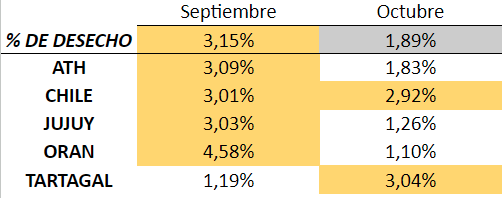 Septiembre Octubre
% DE DESECHO 3,15% 1,89%
ATH 3,09% 1,83%
CHILE 3,01% 2,92%
JUJUY 3,03% 1,26%
ORAN 4,58% 1,10%
TARTAGAL 1,19% 3,04%